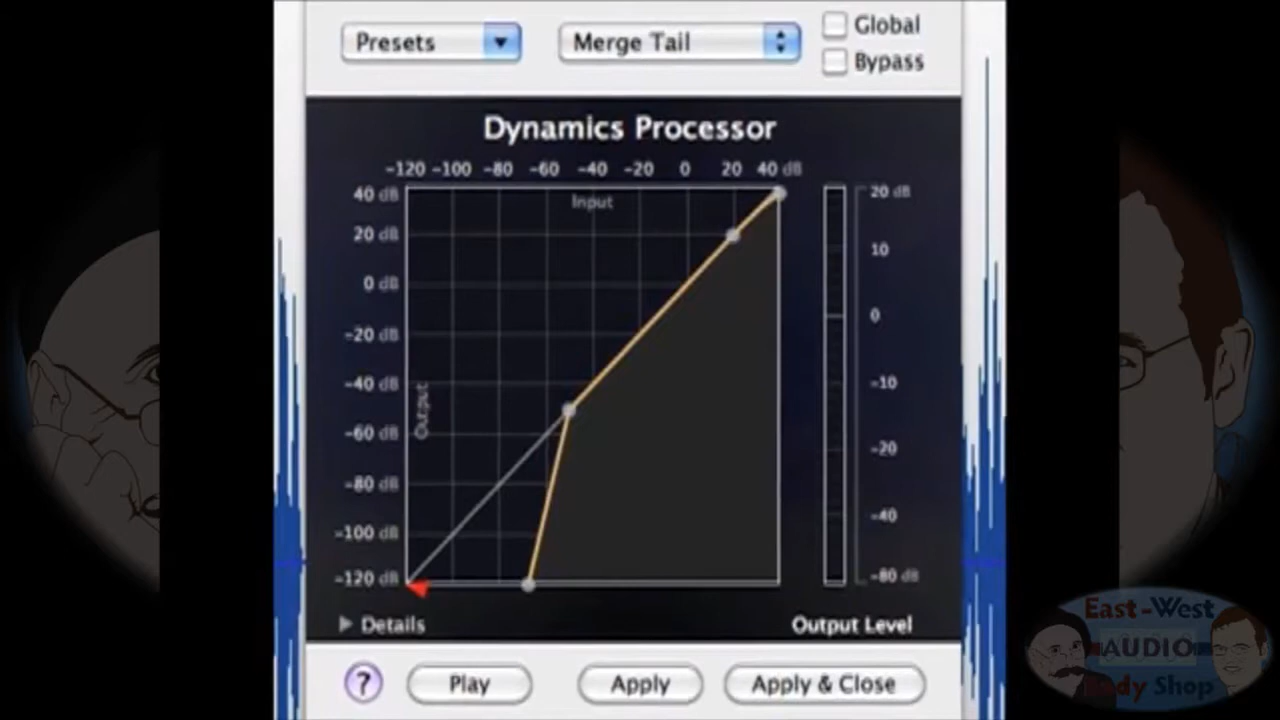 Presets Merge Tail Global
Bypass
Dynamics Processor
-120 -100 -80 -60 -40 -20 0 20 40 dB
Input
Output
40 dB
20 dB
0 dB
-20 dB
-40 dB
-60 dB
-80 dB
-100 dB
-120 dB
20 dB
10
0
-10
-20
-40
-80 dB
Details Output Level
? Play Apply Apply & Close
East-West
AUDIO
Body Shop